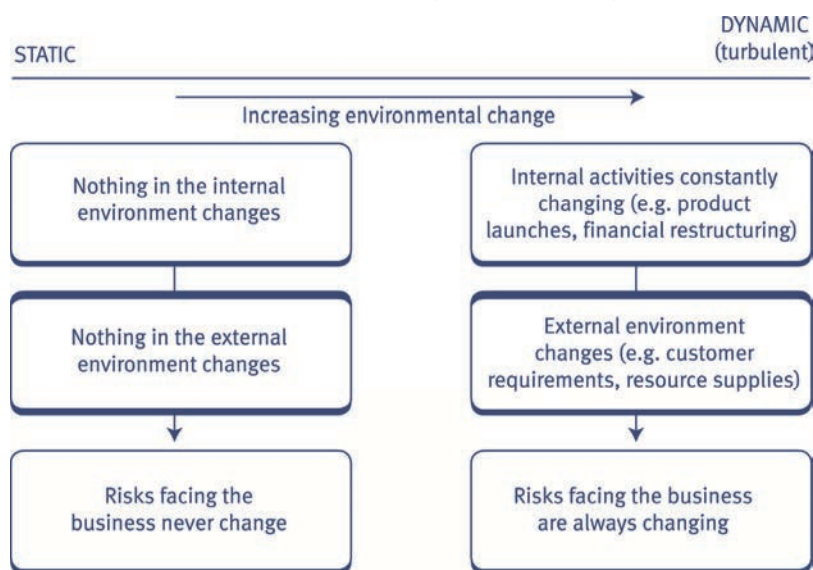 DYNAMIC
STATIC
(turbulent)
Increasing environmental change
Nothing in the internal
environment changes
Internal activities constantly
changing (e.g. product
launches, financial restructuring)
Nothing in the external
environment changes
External environment
changes (e.g. customer
requirements, resource supplies)
Risks facing the
business never change
Risks facing the business
are always changing